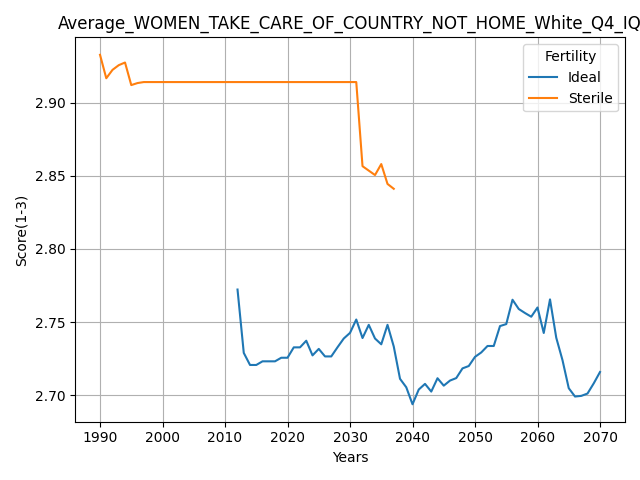 Average_WOMEN_TAKE_CARE_OF_COUNTRY_NOT_HOME_White_Q4_IQ
Fertility
Ideal
Sterile
Score(1-3)
2.90
2.85
2.80
2.75
2.70
1990 2000 2010 2020 2030 2040 2050 2060 2070
Years